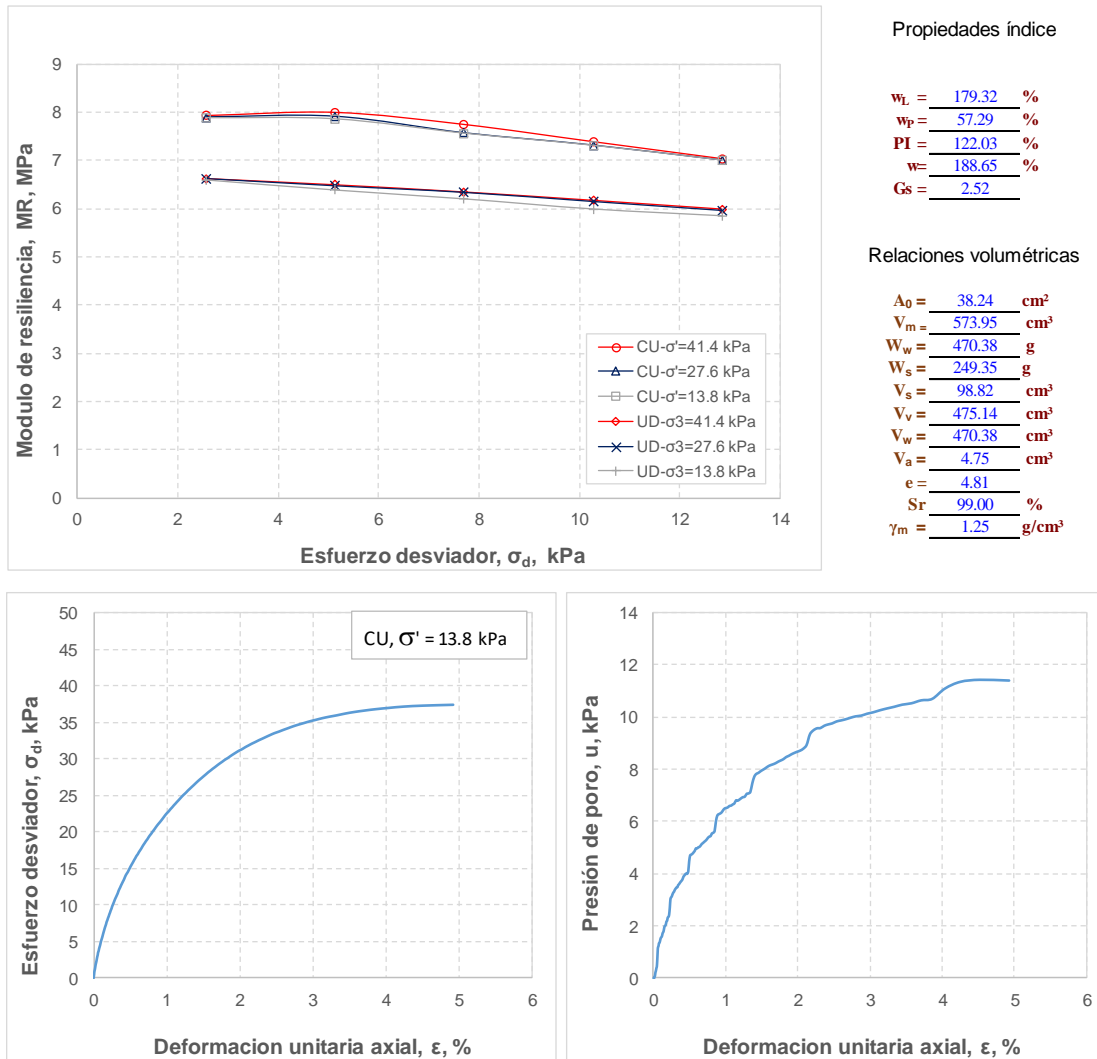 Módulo de resiliencia, MR, MPa
9
8
7
6
5
4
3
2
1
0
0 2 4 6 8 10 12 14
Esfuerzo desviador, σd, kPa
CU-σ'=41.4 kPa
CU-σ'=27.6 kPa
CU-σ'=13.8 kPa
UD-σ3=41.4 kPa
UD-σ3=27.6 kPa
UD-σ3=13.8 kPa
Propiedades índice
wL = 179.32 %
wP = 57.29 %
PI = 122.03 %
w= 188.65 %
Gs = 2.52
Relaciones volumétricas
A0 = 38.24 cm²
Vm = 573.95 cm³
Ww = 470.38 g
Ws = 249.35 g
Vs = 98.82 cm³
Vv = 475.14 cm³
Vw = 470.38 cm³
Va = 4.75 cm³
e = 4.81
Sr 99.00 %
γm = 1.25 g/cm³
Esfuerzo desviador, σd, kPa
50
45
40
35
30
25
20
15
10
5
0
0 1 2 3 4 5 6
CU, σ' = 13.8 kPa
Deformacion unitaria axial, ε, %
Presión de poro, u, kPa
14
12
10
8
6
4
2
0
0 1 2 3 4 5 6
Deformacion unitaria axial, ε, %